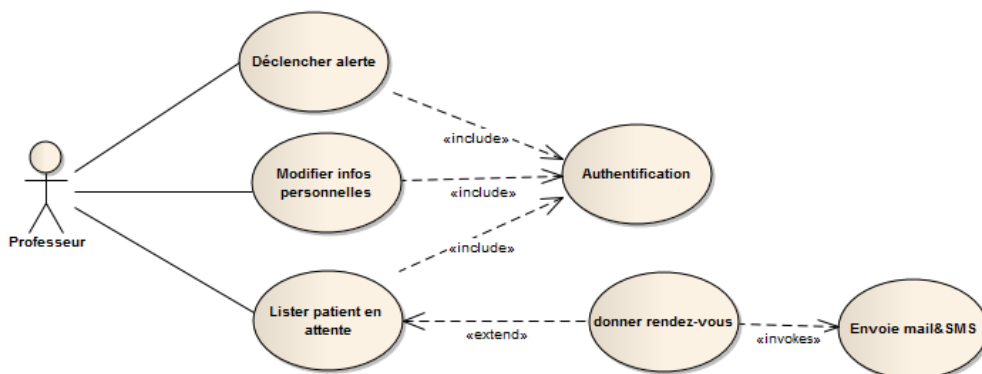 Déclencher alerte
«include»
Modifier infos
personnelles
«include»
Authentification
Professeur
«include»
Lister patient en
attente
«extend»
donner rendez-vous
«invokes»
Envoie mail&SMS